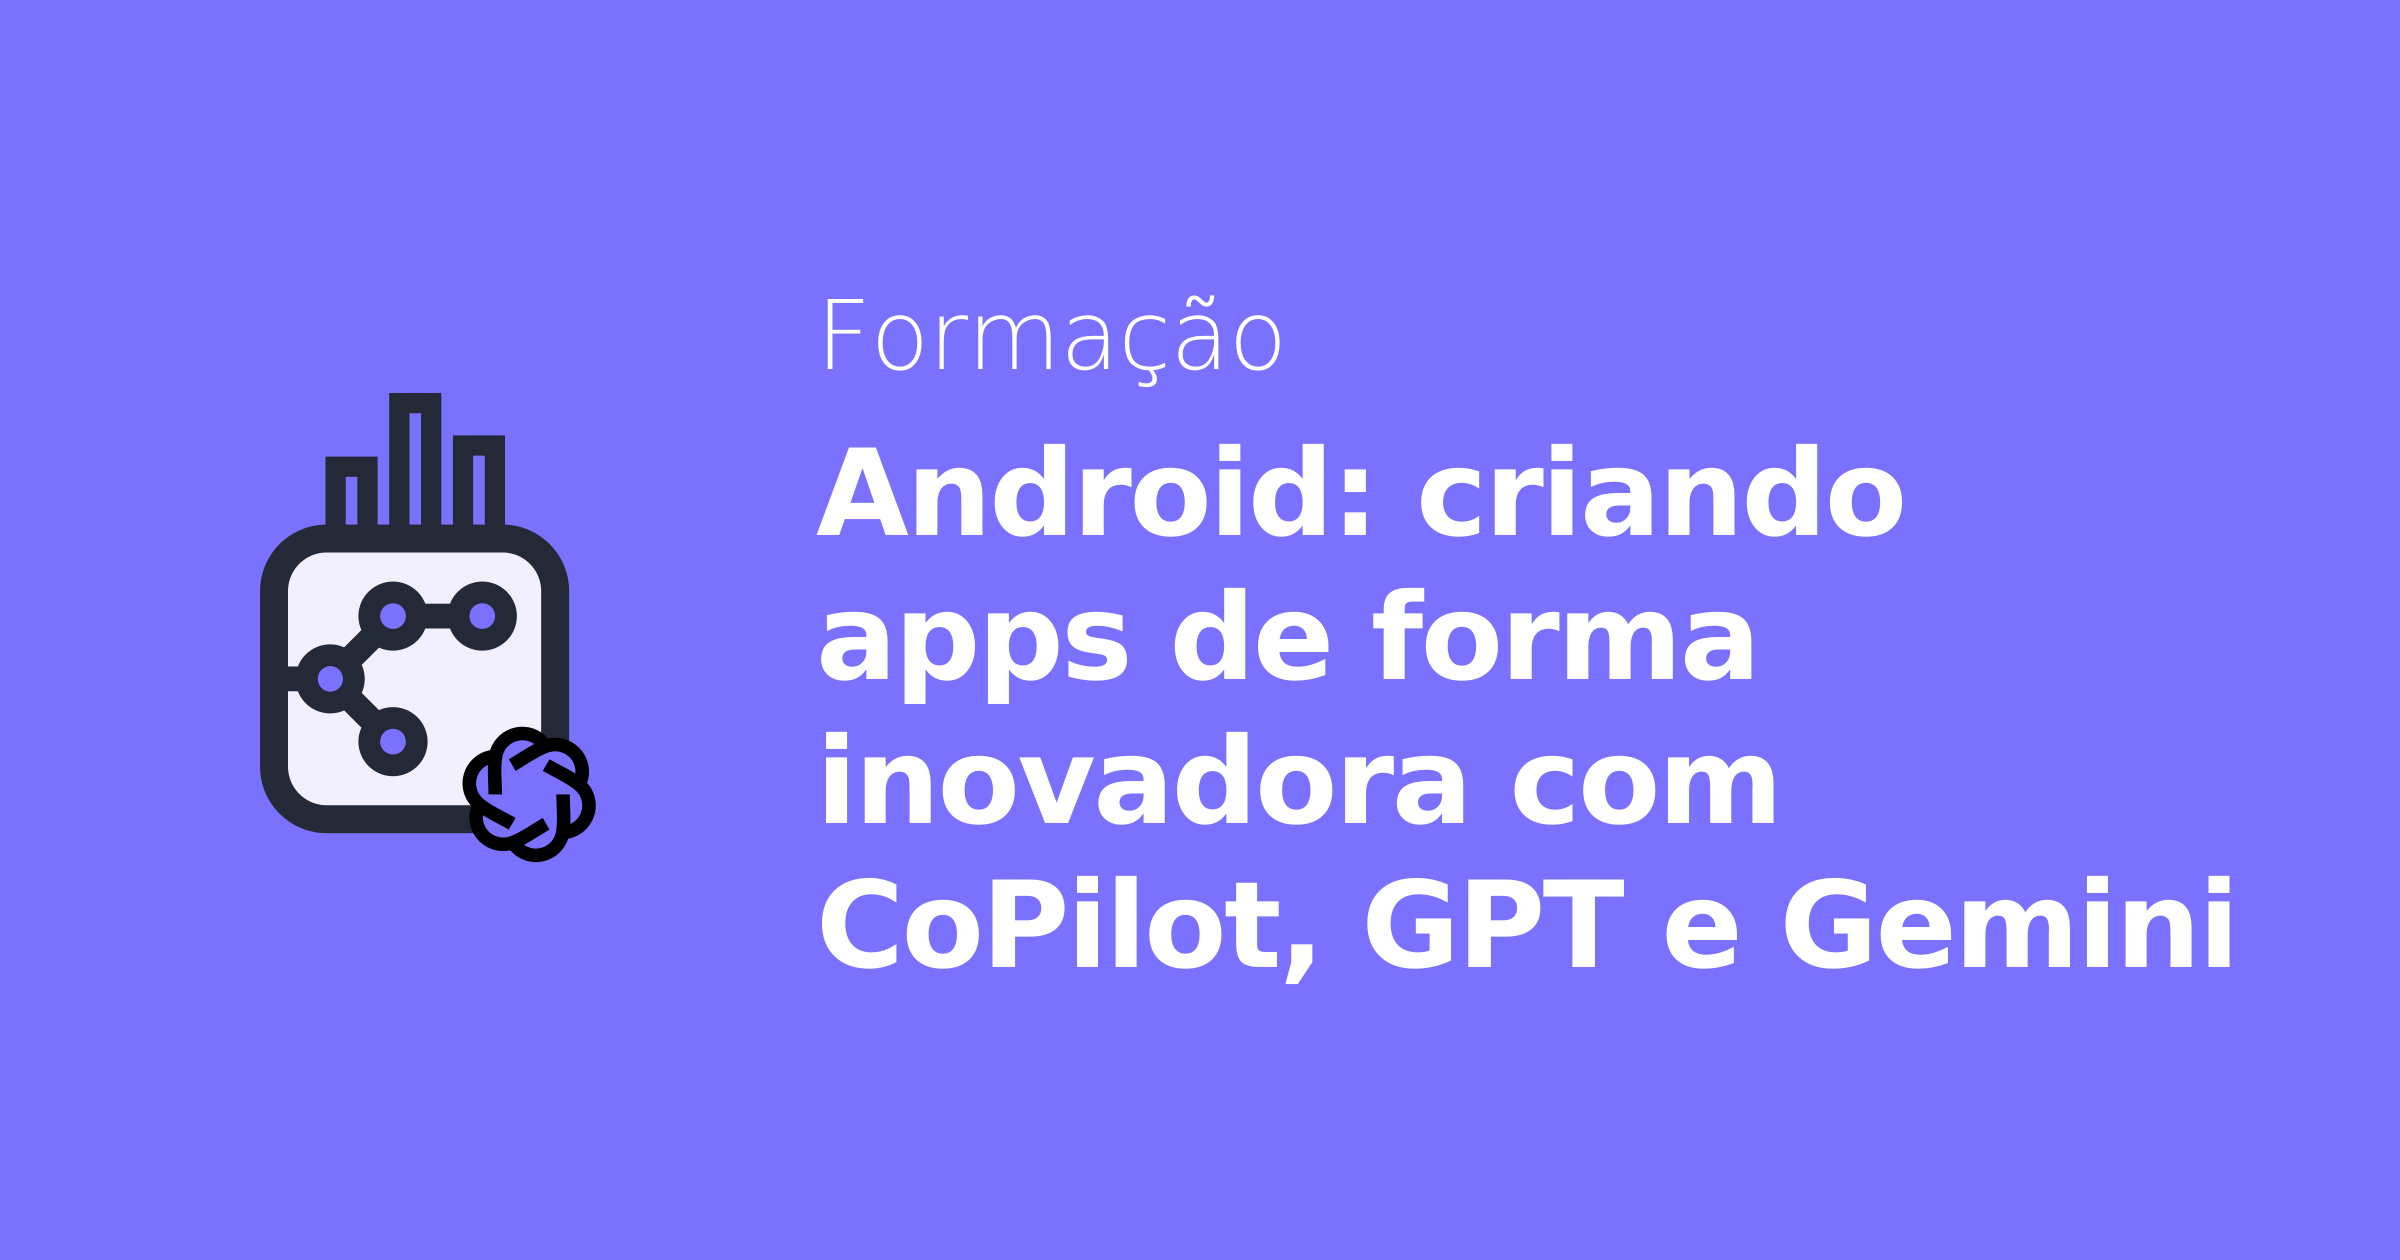 Formação
Android: criando
apps de forma
inovadora com
CoPilot, GPT e Gemini